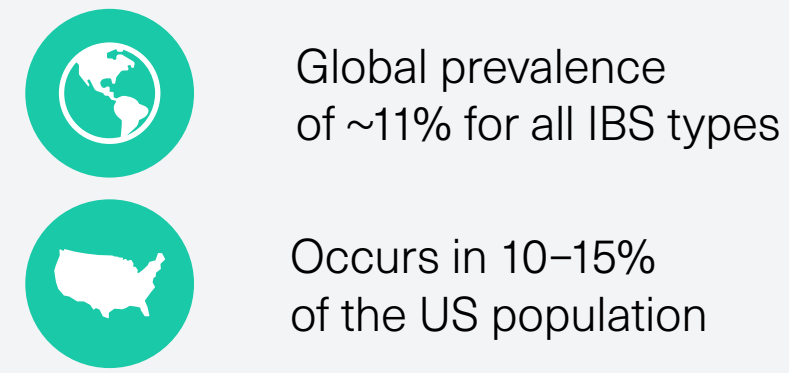 Global prevalence
of ~11% for all IBS types
Occurs in 10–15%
of the US population